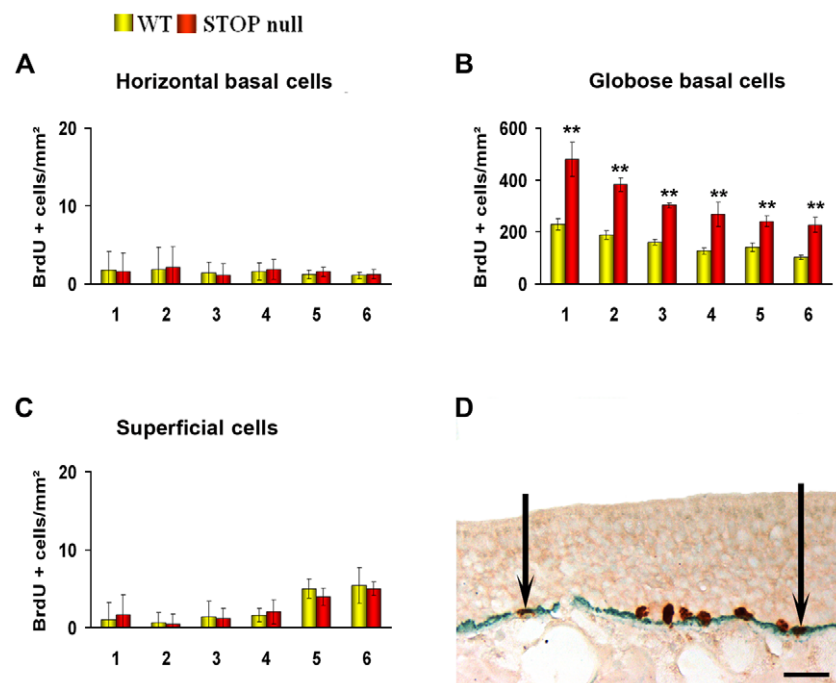 WT STOP null
A
Horizontal basal cells
BrdU + cells/mm²
20
10
0
1 2 3 4 5 6
B
Globose basal cells
BrdU + cells/mm²
600
400
200
0
** ** ** ** ** **
1 2 3 4 5 6
C
Superficial cells
BrdU + cells/mm²
20
10
0
1 2 3 4 5 6
D